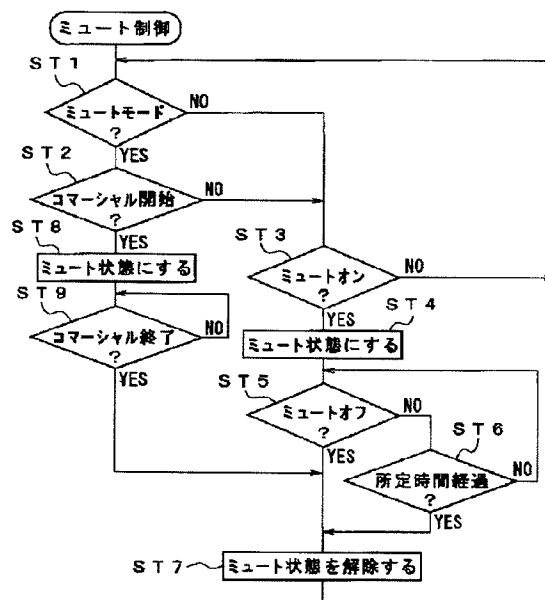 ミュート制御
ST1
ミュートモード
?
NO
YES
ST2
コマーシャル開始
?
NO
YES
ST8
ミュート状態にする
ST9
コマーシャル終了
?
NO
YES
ST3
ミュートオン
?
NO
YES
ST4
ミュート状態にする
ST5
ミュートオフ
?
NO
YES
ST6
所定時間経過
?
NO
YES
ST7
ミュート状態を解除する